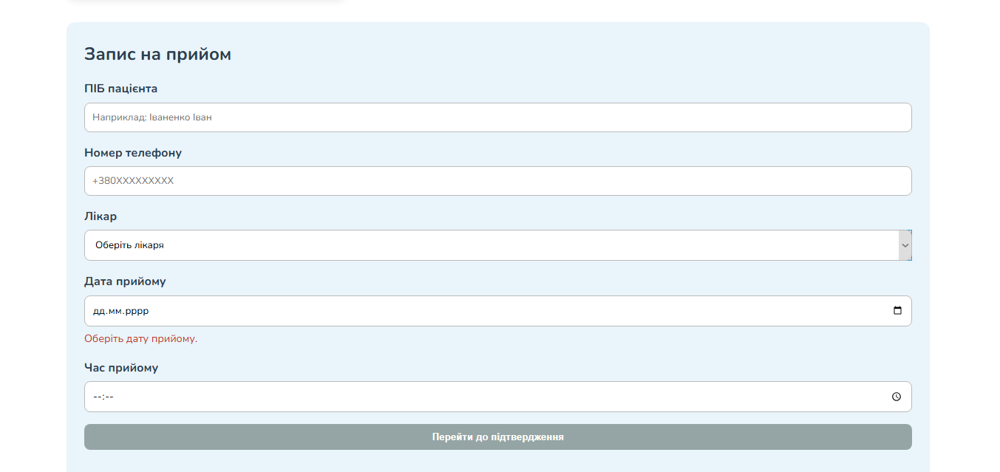 Запис на прийом
ПІБ пацієнта
Наприклад: Іваненко Іван
Номер телефону
+380XXXXXXXXX
Лікар
Оберіть лікаря
Дата прийому
дд.мм.рррр
Оберіть дату прийому.
Час прийому
--:--
Перейти до підтвердження